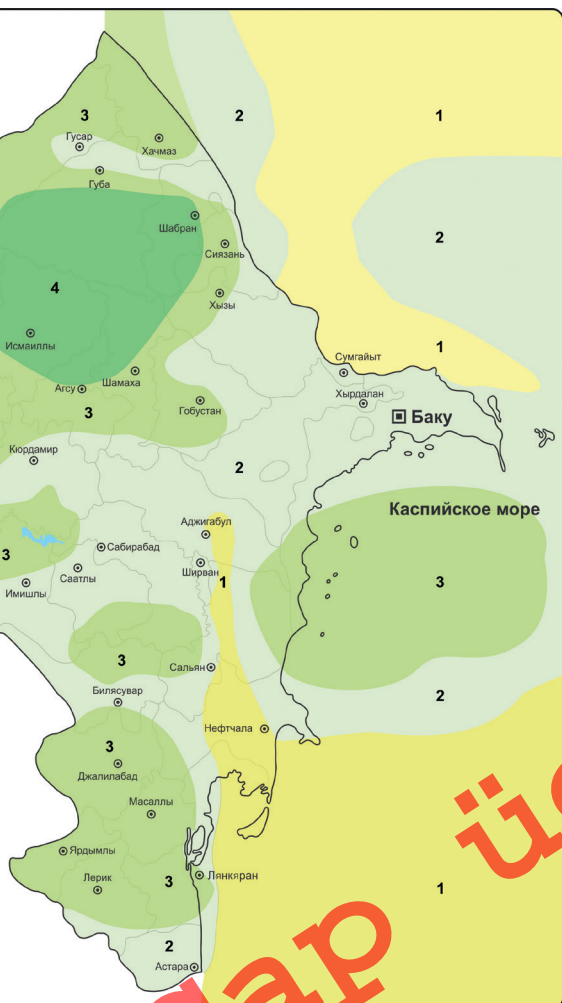 3
2
1
Гусар
Хачмаз
Губа
Шабран
2
Сиязань
4
Хызы
Исмаиллы
Сумгайыт
1
Шамаха
Агсу
Хырдалан
Гобустан
3
Баку
Кюрдамир
2
Каспийское море
Аджигабул
Сабирабад
3
Ширван
Саатлы
Имишлы
1
3
3
Сальян
Билясувар
2
Нефтчала
3
Джалилабад
Масаллы
Ярдымлы
üç
Лерик
3
Лянкяран
1
2
Астара